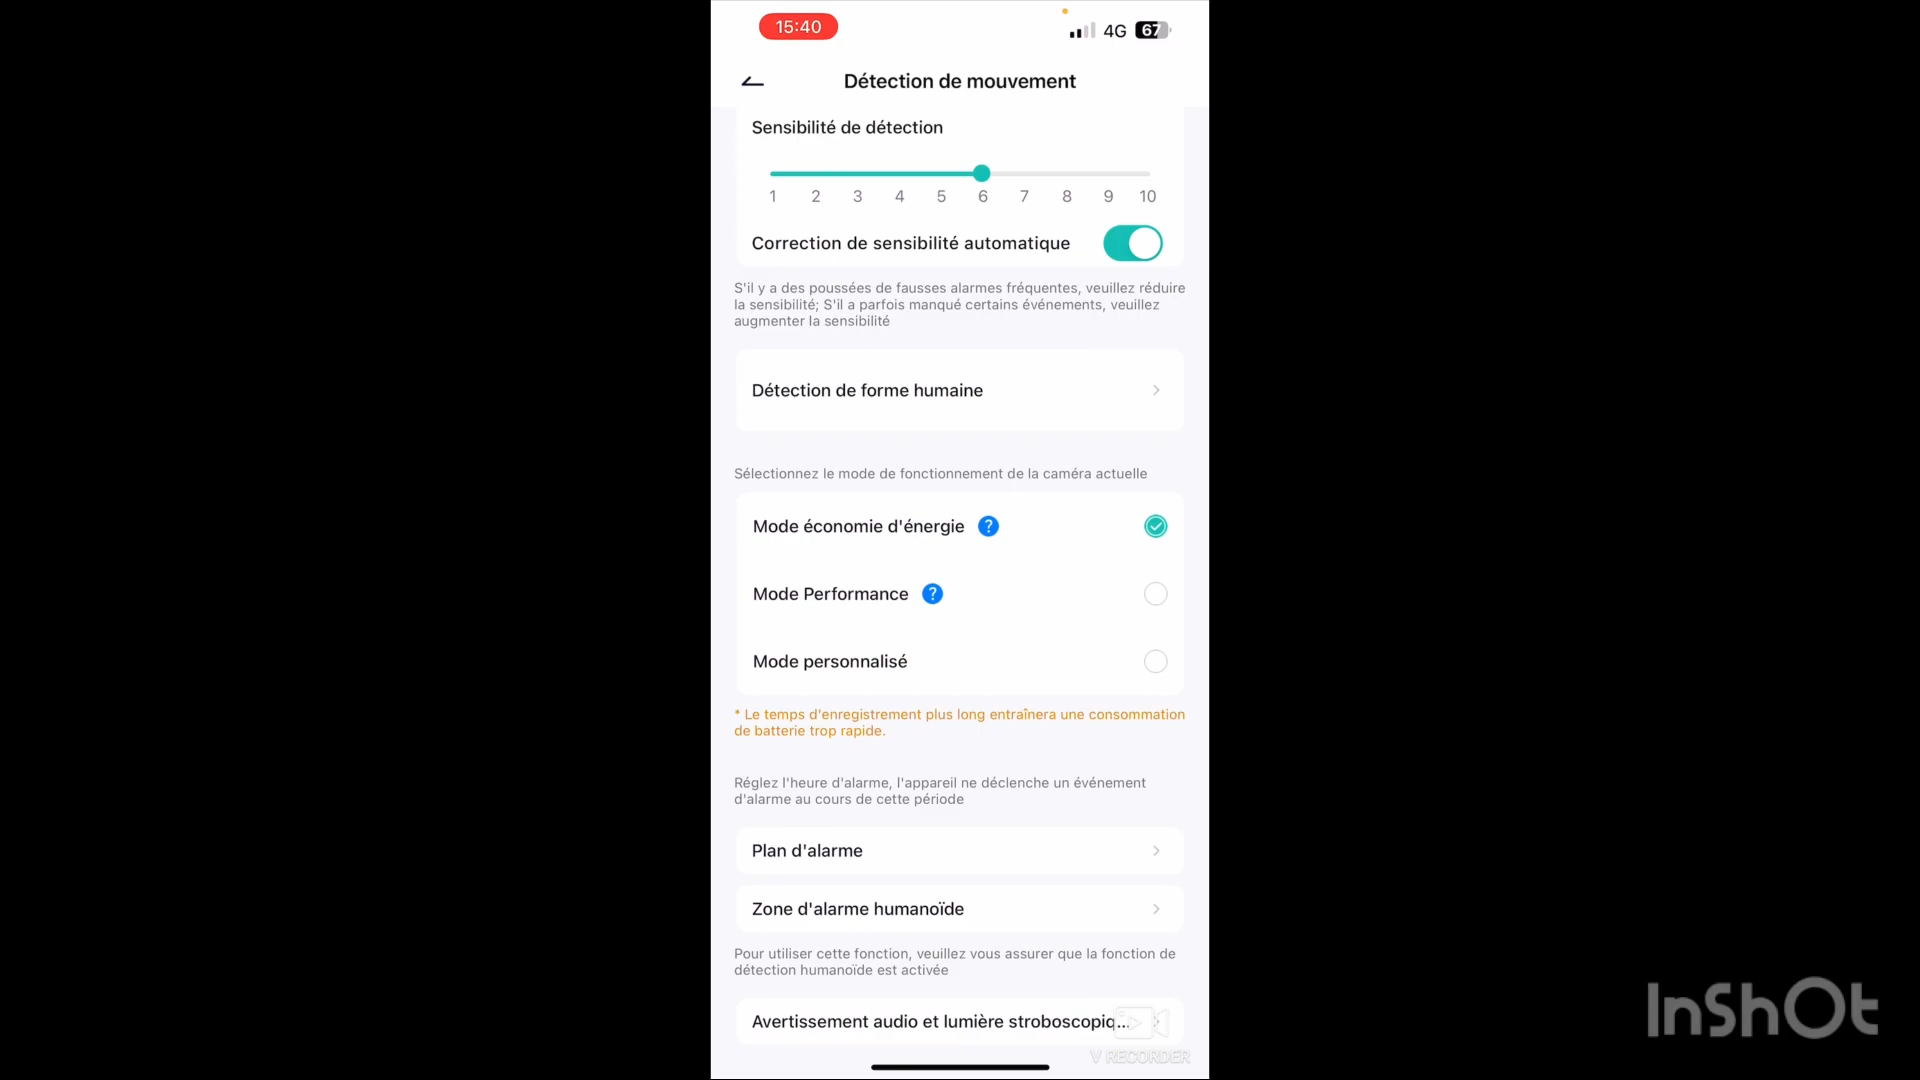 15:40
4G 67
Détection de mouvement
Sensibilité de détection
1 2 3 4 5 6 7 8 9 10
Correction de sensibilité automatique
S'il y a des poussées de fausses alarmes fréquentes, veuillez réduire
la sensibilité; S'il a parfois manqué certains événements, veuillez
augmenter la sensibilité
Détection de forme humaine
Sélectionnez le mode de fonctionnement de la caméra actuelle
Mode économie d'énergie ?
Mode Performance ?
Mode personnalisé
* Le temps d'enregistrement plus long entraînera une consommation
de batterie trop rapide.
Réglez l'heure d'alarme, l'appareil ne déclenche un événement
d'alarme au cours de cette période
Plan d'alarme
Zone d'alarme humanoïde
Pour utiliser cette fonction, veuillez vous assurer que la fonction de
détection humanoïde est activée
Avertissement audio et lumière stroboscopiq...
V RECORDER
InShOt